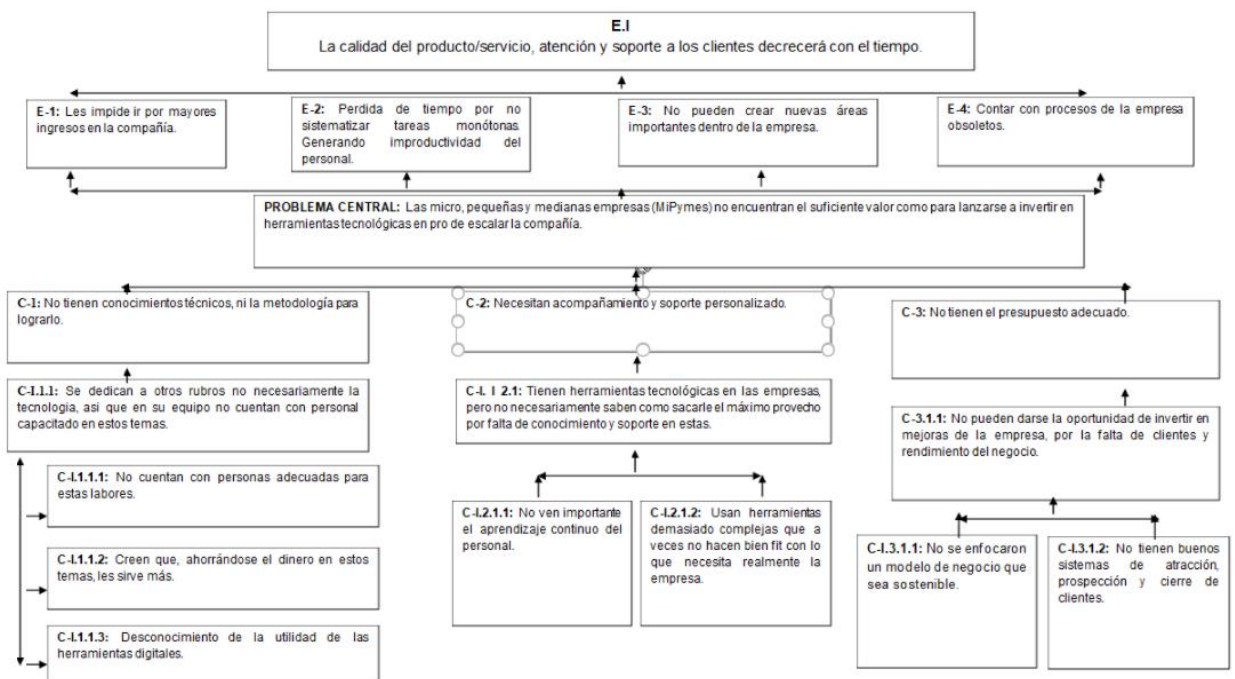 E.I
La calidad del producto/servicio, atención y soporte a los clientes decrecerá con el tiempo.
E-1: Les impide ir por mayores
ingresos en la compañía.
E-2: Perdida de tiempo por no
sistematizar tareas monótonas.
Generando improductividad del
personal.
E-3: No pueden crear nuevas áreas
importantes dentro de la empresa.
E-4: Contar con procesos de la empresa
obsoletos.
PROBLEMA CENTRAL: Las micro, pequeñas y medianas empresas (MiPymes) no encuentran el suficiente valor como para lanzarse a invertir en
herramientas tecnológicas en pro de escalar la compañía.
C-1: No tienen conocimientos técnicos, ni la metodología para
lograrlo.
C-2: Necesitan acompañamiento y soporte personalizado.
C-3: No tienen el presupuesto adecuado.
C-I.1.1: Se dedican a otros rubros no necesariamente la
tecnologia, asi que en su equipo no cuentan con personal
capacitado en estos temas.
C-I. I 2.1: Tienen herramientas tecnológicas en las empresas,
pero no necesariamente saben como sacarle el máximo provecho
por falta de conocimiento y soporte en estas.
C-3.1.1: No pueden darse la oportunidad de invertir en
mejoras de la empresa, por la falta de clientes y
rendimiento del negocio.
C-I.1.1.1: No cuentan con personas adecuadas para
estas labores.
C-I.1.1.2: Creen que, ahorrándose el dinero en estos
temas, les sirve más.
C-I.1.1.3: Desconocimiento de la utilidad de las
herramientas digitales.
C-I.2.1.1: No ven importante
el aprendizaje continuo del
personal.
C-I.2.1.2: Usan herramientas
demasiado complejas que a
veces no hacen bien fit con lo
que necesita realmente la
empresa.
C-I.3.1.1: No se enfocaron
un modelo de negocio que
sea sostenible.
C-I.3.1.2: No tienen buenos
sistemas de atracción,
prospección y cierre de
clientes.